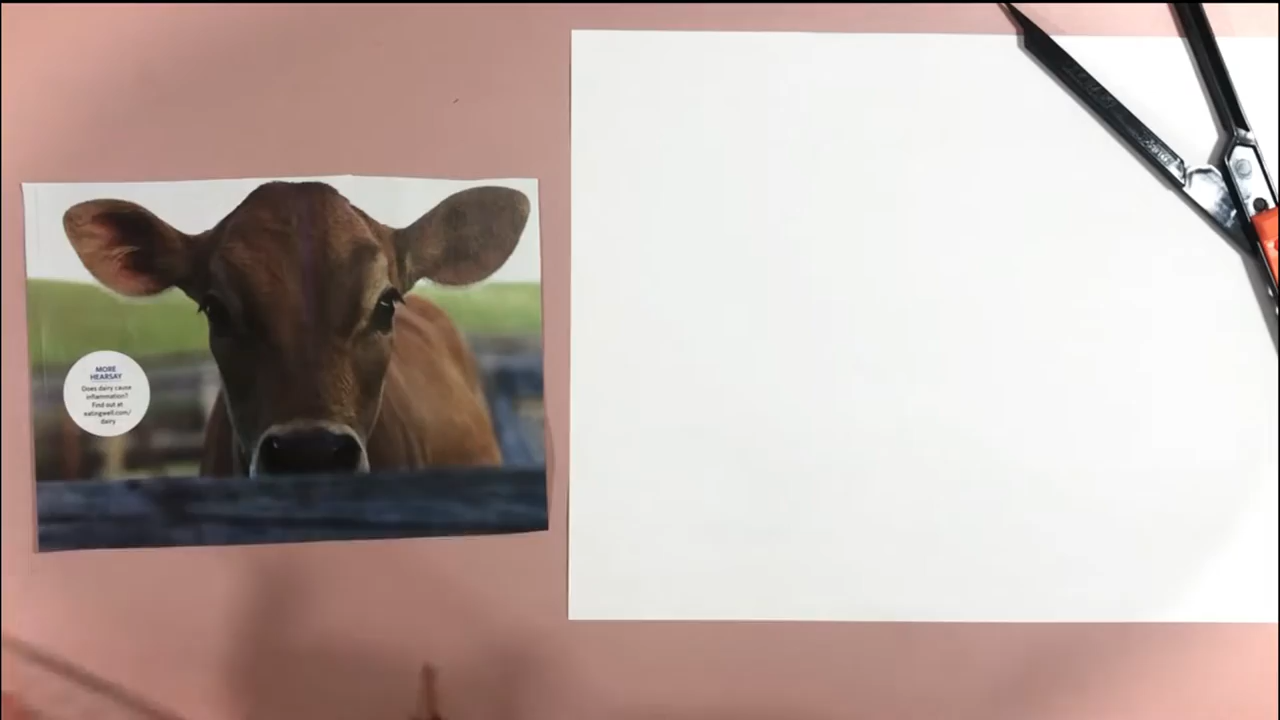 MORE
HEARSAY
Does dairy cause
inflammation?
Find out at
eatingwell.com/
dairy